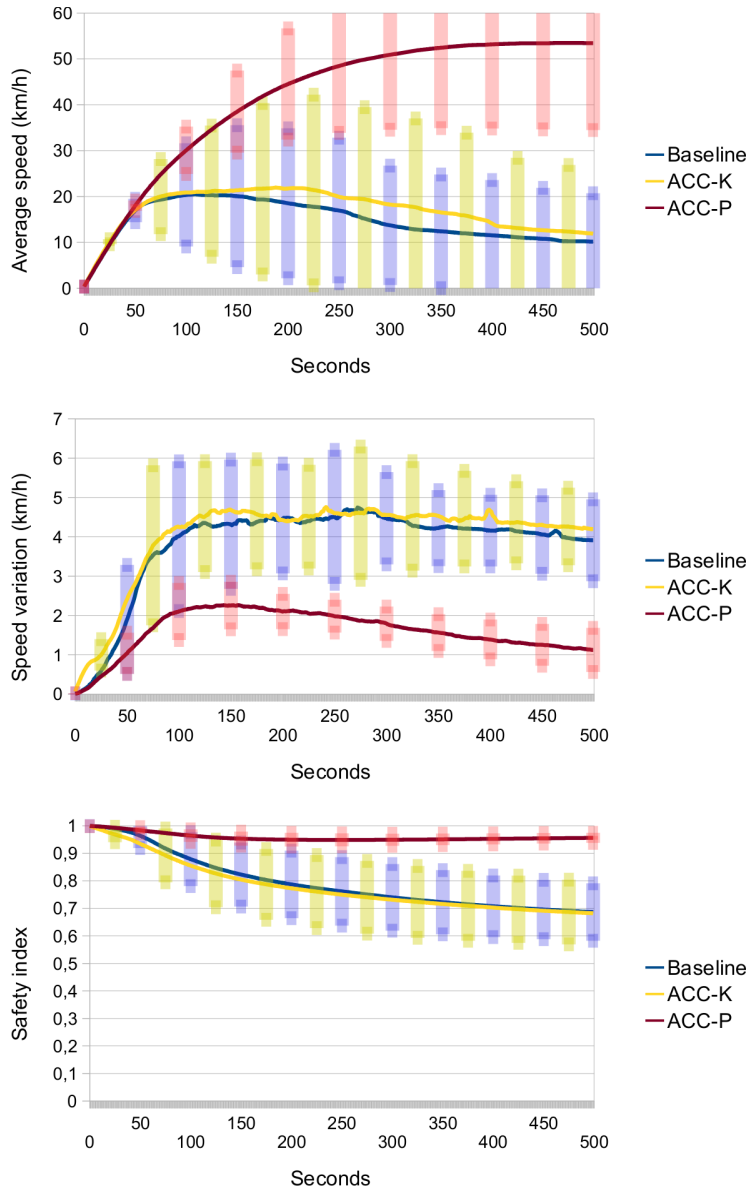 60
50
40
30
20
10
0
Average speed (km/h)
50 150 250 350 450
0 100 200 300 400 500
Seconds
Baseline
ACC-K
ACC-P
7
6
5
4
3
2
1
0
Speed variation (km/h)
50 150 250 350 450
0 100 200 300 400 500
Seconds
Baseline
ACC-K
ACC-P
1
0,9
0,8
0,7
0,6
0,5
0,4
0,3
0,2
0,1
0
Safety index
50 150 250 350 450
0 100 200 300 400 500
Seconds
Baseline
ACC-K
ACC-P